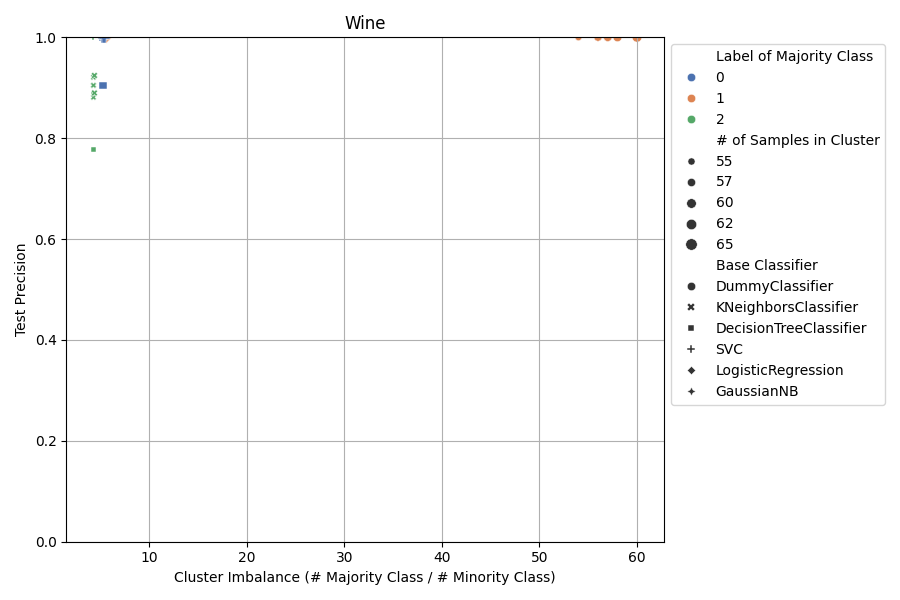 Wine
1.0
0.8
0.6
0.4
0.2
0.0
Test Precision
10
20
30
40
50
60
Cluster Imbalance (# Majority Class / # Minority Class)
Label of Majority Class
0
1
2
# of Samples in Cluster
55
57
60
62
65
Base Classifier
DummyClassifier
KNeighborsClassifier
DecisionTreeClassifier
SVC
LogisticRegression
GaussianNB